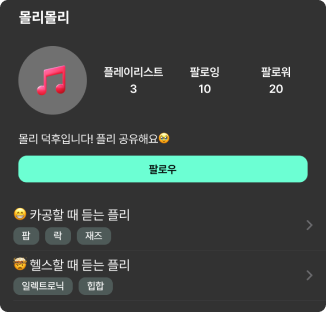 몰리몰리
플레이리스트 팔로잉 팔로워
3 10 20
몰리 덕후입니다! 플리 공유해요🥹
팔로우
😁 카공할 때 듣는 플리
팝 락 재즈
🤯 헬스할 때 듣는 플리
일렉트로닉 힙합